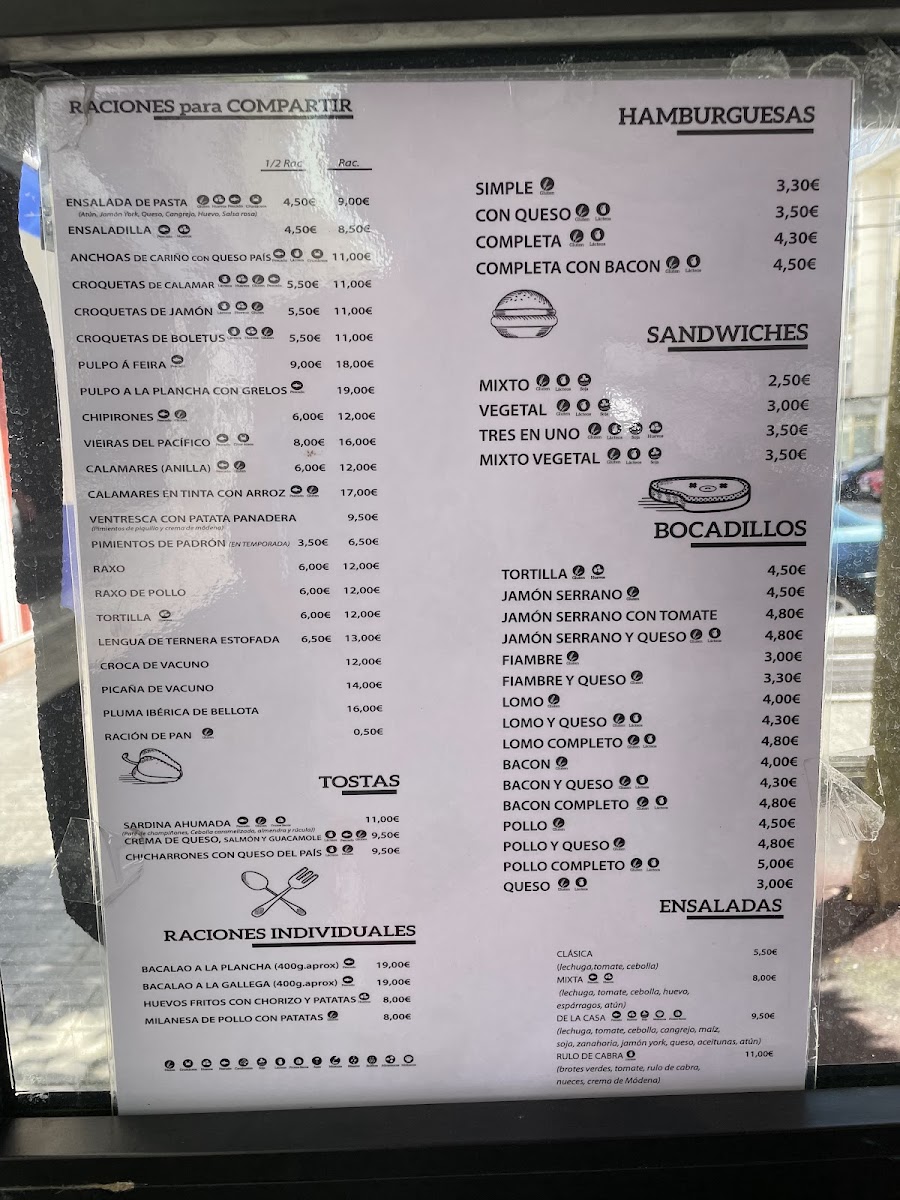 RACIONES para COMPARTIR
1/2 Rac Rac.
ENSALADA DE PASTA 4,50€ 9,00€
(Atún, Jamón York, Queso, Cangrejo, Huevo, Salsa rosa)
ENSALADILLA 4,50€ 8,50€
ANCHOAS DE CARIÑO CON QUESO PAÍS 11,00€
CROQUETAS DE CALAMAR 5,50€ 11,00€
CROQUETAS DE JAMÓN 5,50€ 11,00€
CROQUETAS DE BOLETUS 5,50€ 11,00€
PULPO Á FEIRA 9,00€ 18,00€
PULPO A LA PLANCHA CON GRELOS 19,00€
CHIPIRONES 6,00€ 12,00€
VIEIRAS DEL PACÍFICO 8,00€ 16,00€
CALAMARES (ANILLA) 6,00€ 12,00€
CALAMARES EN TINTA CON ARROZ 17,00€
VENTRESCA CON PATATA PANADERA 9,50€
(Pimientos de piquillo y crema de módena)
PIMIENTOS DE PADRÓN (EN TEMPORADA) 3,50€ 6,50€
RAXO 6,00€ 12,00€
RAXO DE POLLO 6,00€ 12,00€
TORTILLA 6,00€ 12,00€
LENGUA DE TERNERA ESTOFADA 6,50€ 13,00€
CROCA DE VACUNO 12,00€
PICAÑA DE VACUNO 14,00€
PLUMA IBÉRICA DE BELLOTA 16,00€
RACIÓN DE PAN 0,50€
TOSTAS
SARDINA AHUMADA 11,00€
(Paté de champiñones, Cebolla caramelizada, almendra y rúcula)
CREMA DE QUESO, SALMÓN Y GUACAMOLE 9,50€
CHICHARRONES CON QUESO DEL PAÍS 9,50€
RACIONES INDIVIDUALES
BACALAO A LA PLANCHA (400g.aprox) 19,00€
BACALAO A LA GALLEGA (400g.aprox) 19,00€
HUEVOS FRITOS CON CHORIZO Y PATATAS 8,00€
MILANESA DE POLLO CON PATATAS 8,00€
HAMBURGUESAS
SIMPLE 3,30€
CON QUESO 3,50€
COMPLETA 4,30€
COMPLETA CON BACON 4,50€
SANDWICHES
MIXTO 2,50€
VEGETAL 3,00€
TRES EN UNO 3,50€
MIXTO VEGETAL 3,50€
BOCADILLOS
TORTILLA 4,50€
JAMÓN SERRANO 4,50€
JAMÓN SERRANO CON TOMATE 4,80€
JAMÓN SERRANO Y QUESO 4,80€
FIAMBRE 3,00€
FIAMBRE Y QUESO 3,30€
LOMO 4,00€
LOMO Y QUESO 4,30€
LOMO COMPLETO 4,80€
BACON 4,00€
BACON Y QUESO 4,30€
BACON COMPLETO 4,80€
POLLO 4,50€
POLLO Y QUESO 4,80€
POLLO COMPLETO 5,00€
QUESO 3,00€
ENSALADAS
CLÁSICA 5,50€
(lechuga,tomate, cebolla)
MIXTA 8,00€
(lechuga, tomate, cebolla, huevo,
espárragos, atún)
DE LA CASA 9,50€
(lechuga, tomate, cebolla, cangrejo, maíz,
soja, zanahoria, jamón york, queso, aceitunas, atún)
RULO DE CABRA 11,00€
(brotes verdes, tomate, rulo de cabra,
nueces, crema de Módena)